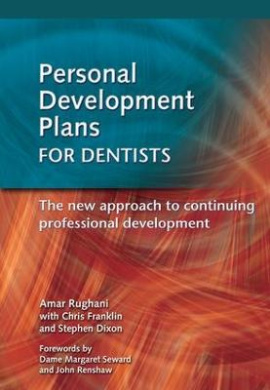 Personal
Development
Plans
FOR DENTISTS
The new approach to continuing
professional development
Amar Rughani
with Chris Franklin
and Stephen Dixon
Forewords by
Dame Margaret Seward
and John Renshaw